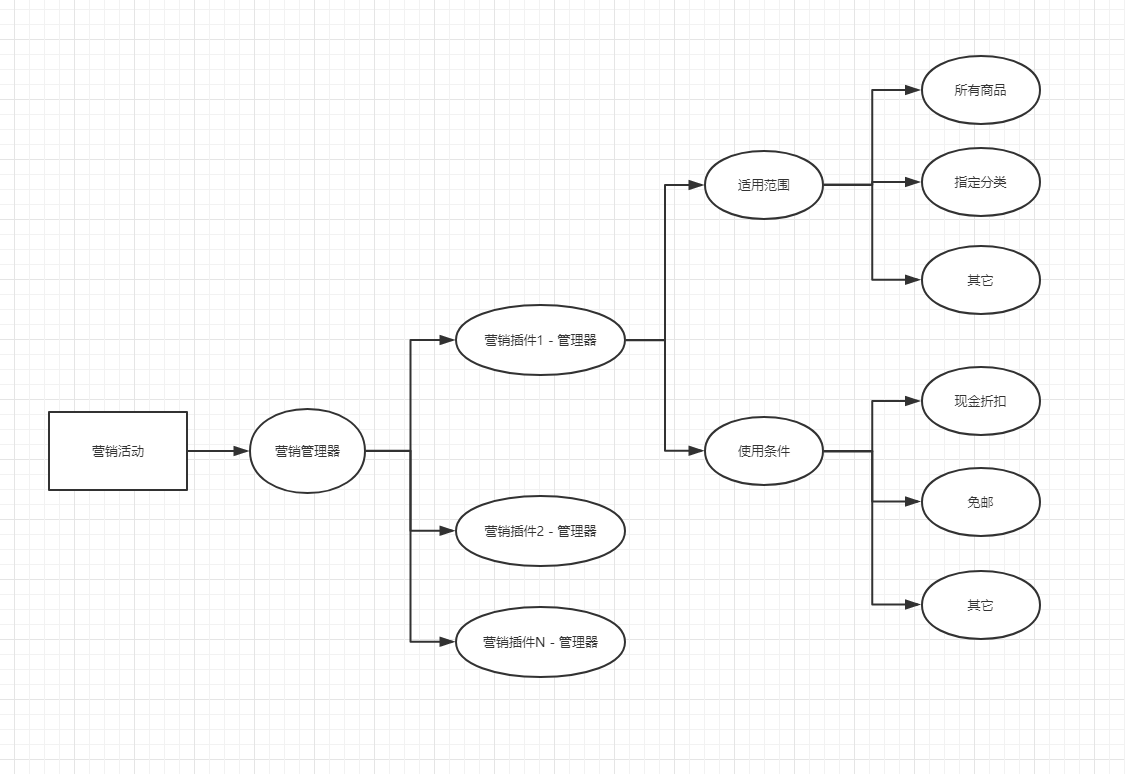 所有商品
适用范围
指定分类
其它
营销插件1 - 管理器
现金折扣
营销活动
营销管理器
使用条件
免邮
营销插件2 - 管理器
其它
营销插件N - 管理器